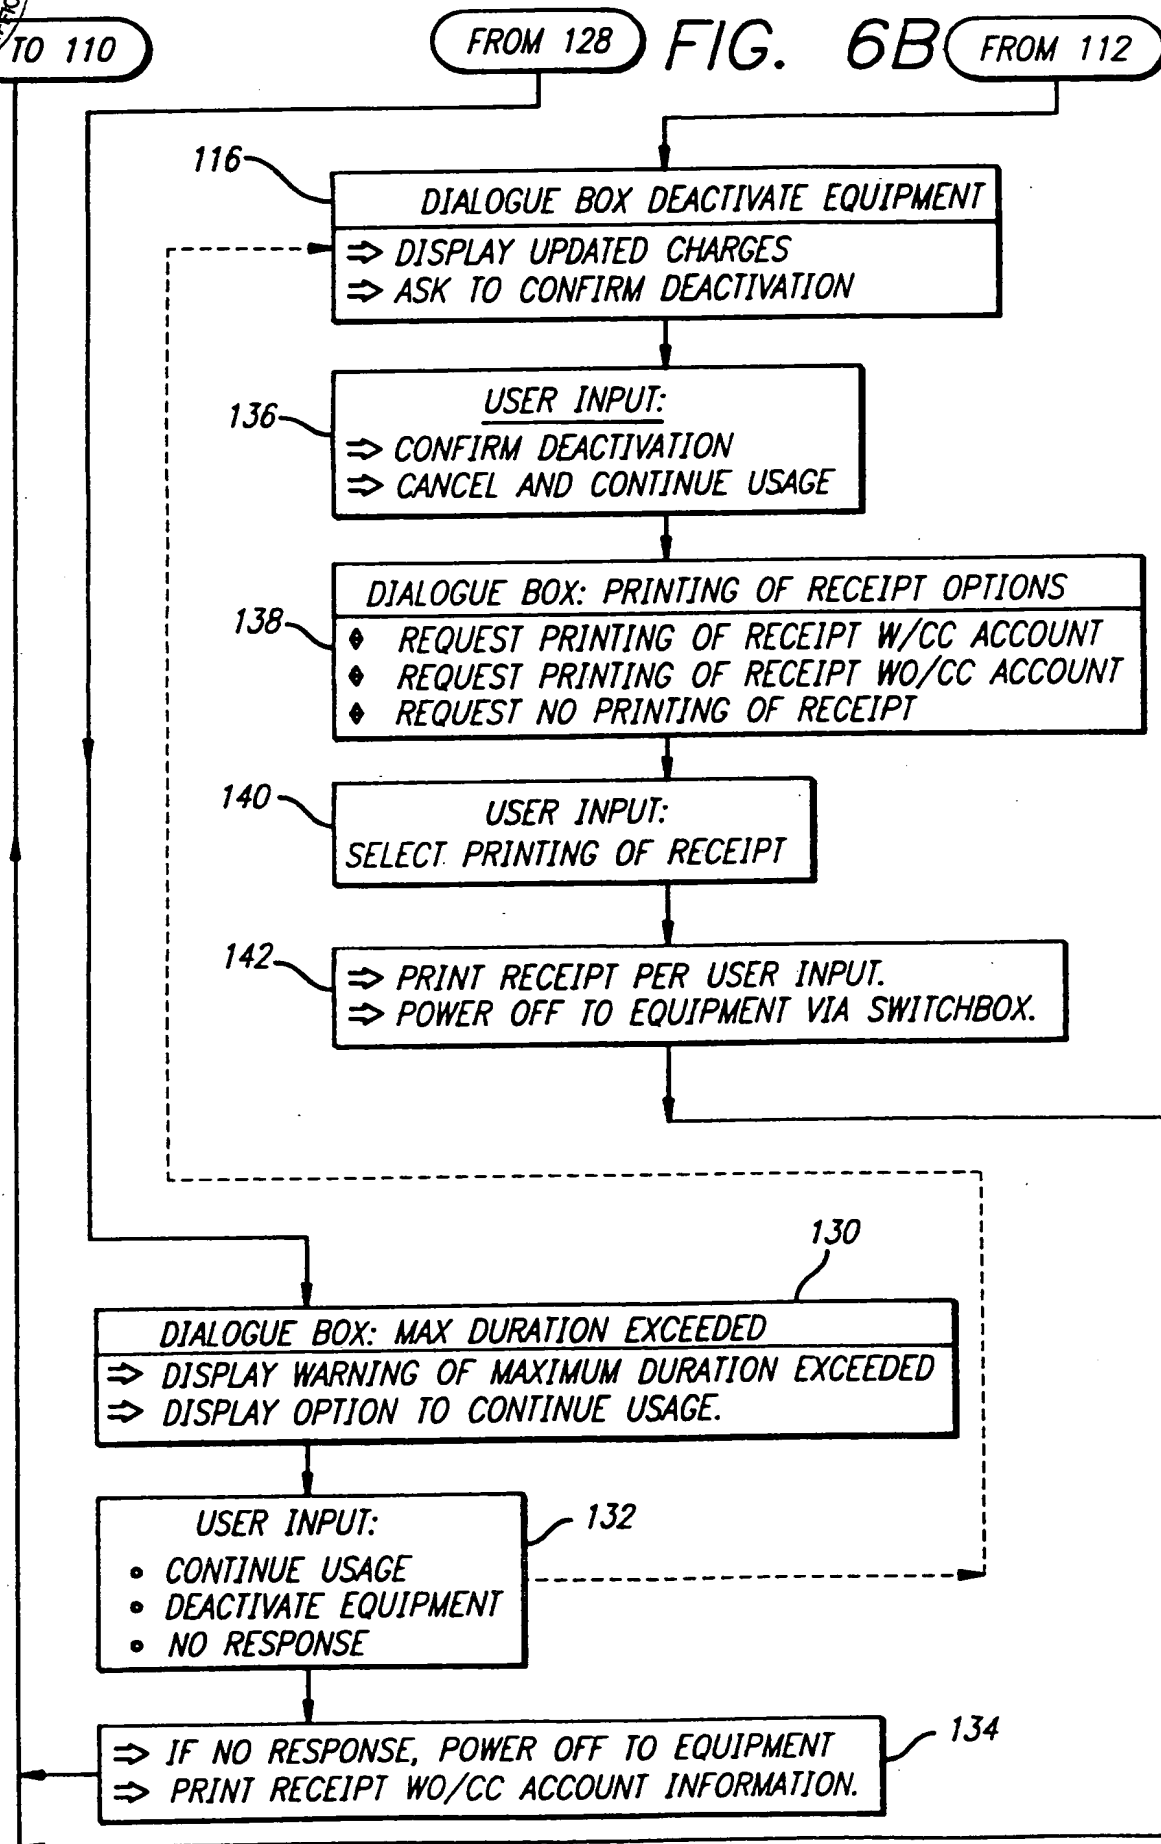 TO 110
FROM 128
FIG. 6B
FROM 112
116
DIALOGUE BOX DEACTIVATE EQUIPMENT
⇒ DISPLAY UPDATED CHARGES
⇒ ASK TO CONFIRM DEACTIVATION
136
USER INPUT:
⇒ CONFIRM DEACTIVATION
⇒ CANCEL AND CONTINUE USAGE
138
DIALOGUE BOX: PRINTING OF RECEIPT OPTIONS
◆ REQUEST PRINTING OF RECEIPT W/CC ACCOUNT
◆ REQUEST PRINTING OF RECEIPT WO/CC ACCOUNT
◆ REQUEST NO PRINTING OF RECEIPT
140
USER INPUT:
SELECT PRINTING OF RECEIPT
142
⇒ PRINT RECEIPT PER USER INPUT.
⇒ POWER OFF TO EQUIPMENT VIA SWITCHBOX.
130
DIALOGUE BOX: MAX DURATION EXCEEDED
⇒ DISPLAY WARNING OF MAXIMUM DURATION EXCEEDED
⇒ DISPLAY OPTION TO CONTINUE USAGE.
132
USER INPUT:
• CONTINUE USAGE
• DEACTIVATE EQUIPMENT
• NO RESPONSE
134
⇒ IF NO RESPONSE, POWER OFF TO EQUIPMENT
⇒ PRINT RECEIPT WO/CC ACCOUNT INFORMATION.